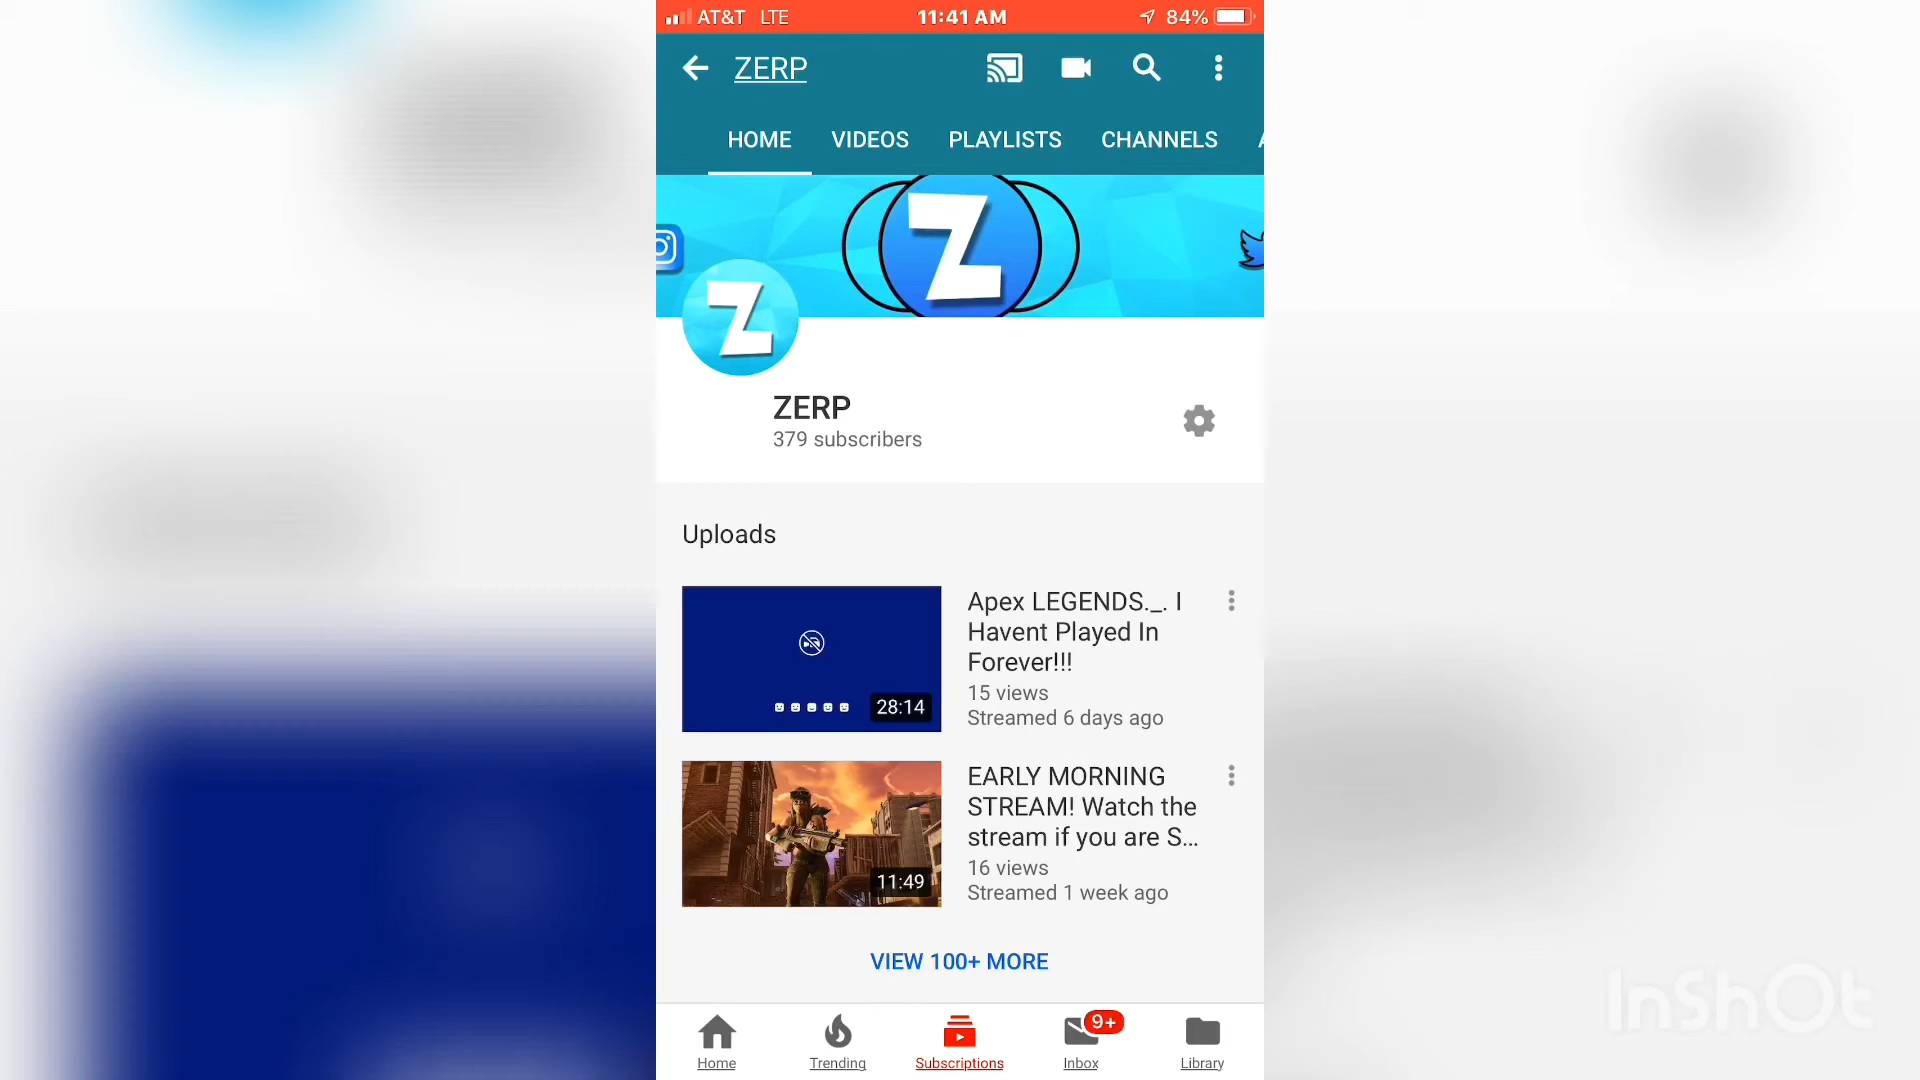 AT&T LTE 11:41 AM 84%
ZERP
HOME VIDEOS PLAYLISTS CHANNELS
Z
Z
ZERP
379 subscribers
Uploads
Apex LEGENDS._. I
Havent Played In
Forever!!!
15 views
Streamed 6 days ago
28:14
EARLY MORNING
STREAM! Watch the
stream if you are S...
16 views
Streamed 1 week ago
11:49
VIEW 100+ MORE
9+
Home Trending Subscriptions Inbox Library
InShOt